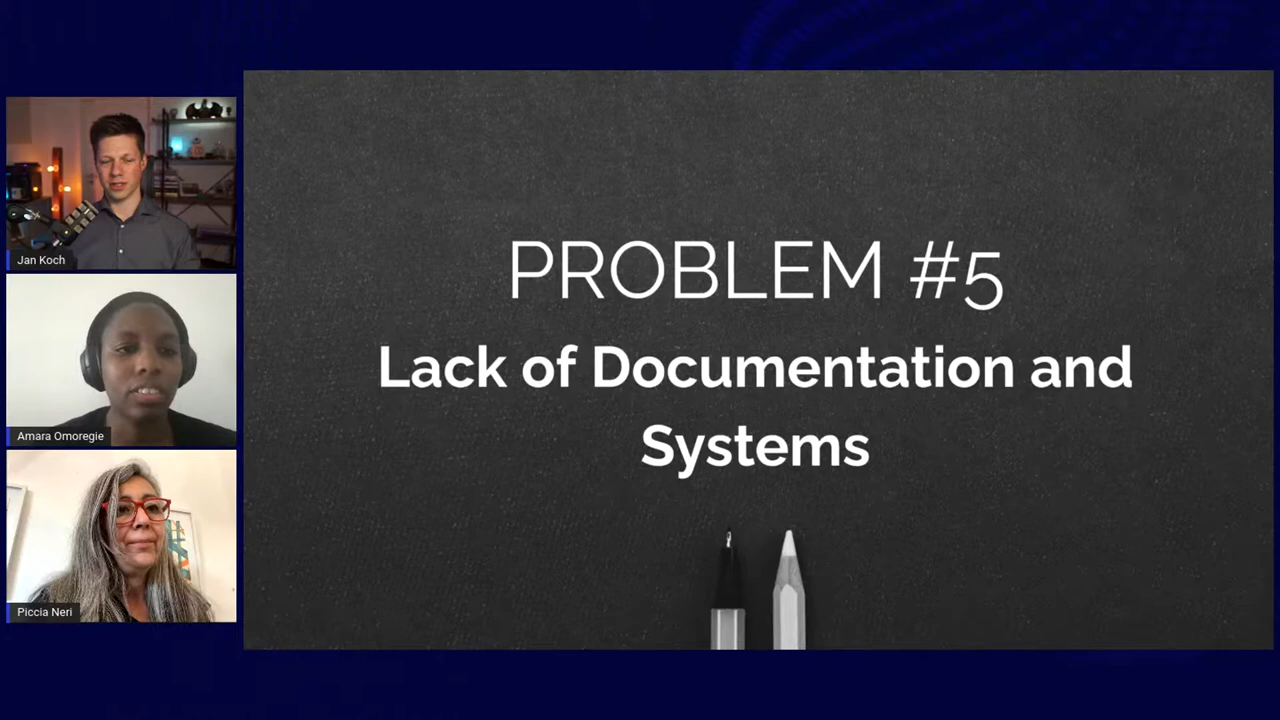 Jan Koch
Amara Omoregie
Piccia Neri
PROBLEM #5
Lack of Documentation and
Systems